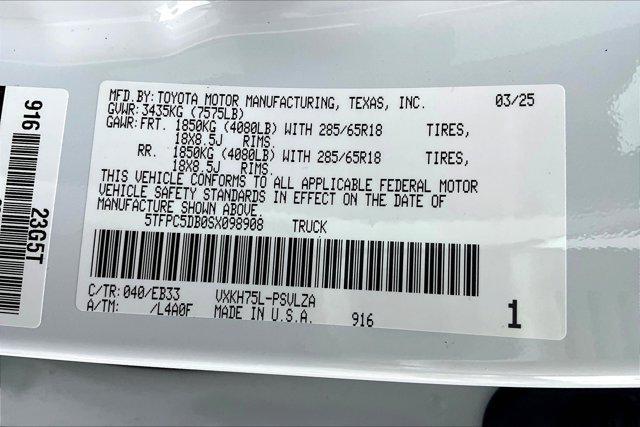 MFD.BY:TOYOTA MOTOR MANUFACTURING, TEXAS, INC. 03/25
GVWR: 3435KG (7575LB)
GAWR:FRT. 1850KG (4080LB) WITH 285/65R18 TIRES,
18X8.5J RIMS.
RR. 1850KG (4080LB) WITH 285/65R18 TIRES,
18X8.5J RIMS.
THIS VEHICLE CONFORMS TO ALL APPLICABLE FEDERAL MOTOR
VEHICLE SAFETY STANDARDS IN EFFECT ON THE DATE OF
MANUFACTURE SHOWN ABOVE.
5TFPC5DB0SX098908 TRUCK
C/TR:040/EB33 VXKH75L-PSVLZA
A/TM: /L4A0F MADE IN U.S.A. 916 1
916
23G5T